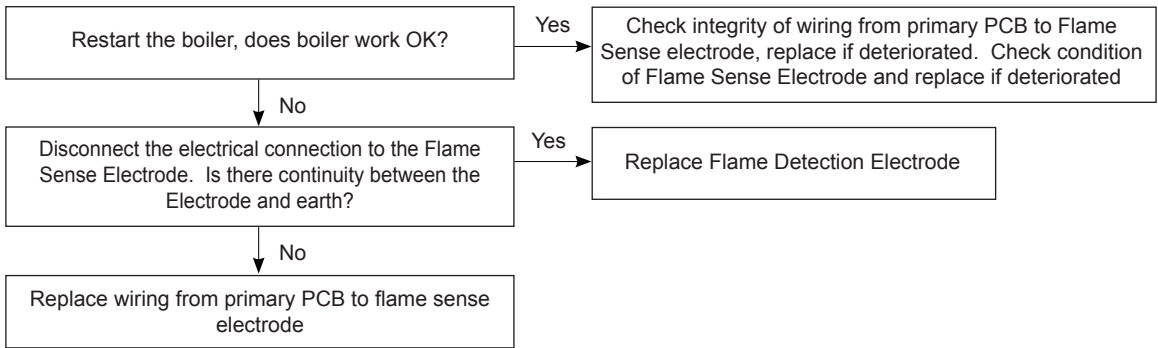 Restart the boiler, does boiler work OK?
Yes
Check integrity of wiring from primary PCB to Flame
Sense electrode, replace if deteriorated.  Check condition
of Flame Sense Electrode and replace if deteriorated
No
Disconnect the electrical connection to the Flame
Sense Electrode.  Is there continuity between the
Electrode and earth?
Yes
Replace Flame Detection Electrode
No
Replace wiring from primary PCB to flame sense
electrode